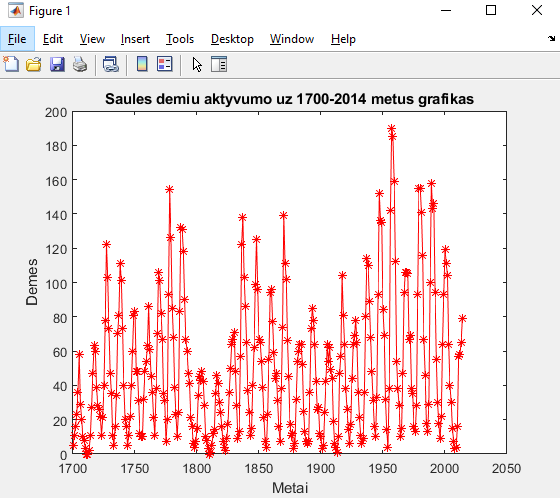 Figure 1
File Edit View Insert Tools Desktop Window Help
Saules demiu aktyvumo uz 1700-2014 metus grafikas
200
180
160
140
120
100
80
60
40
20
0
Demes
1700 1750 1800 1850 1900 1950 2000 2050
Metai